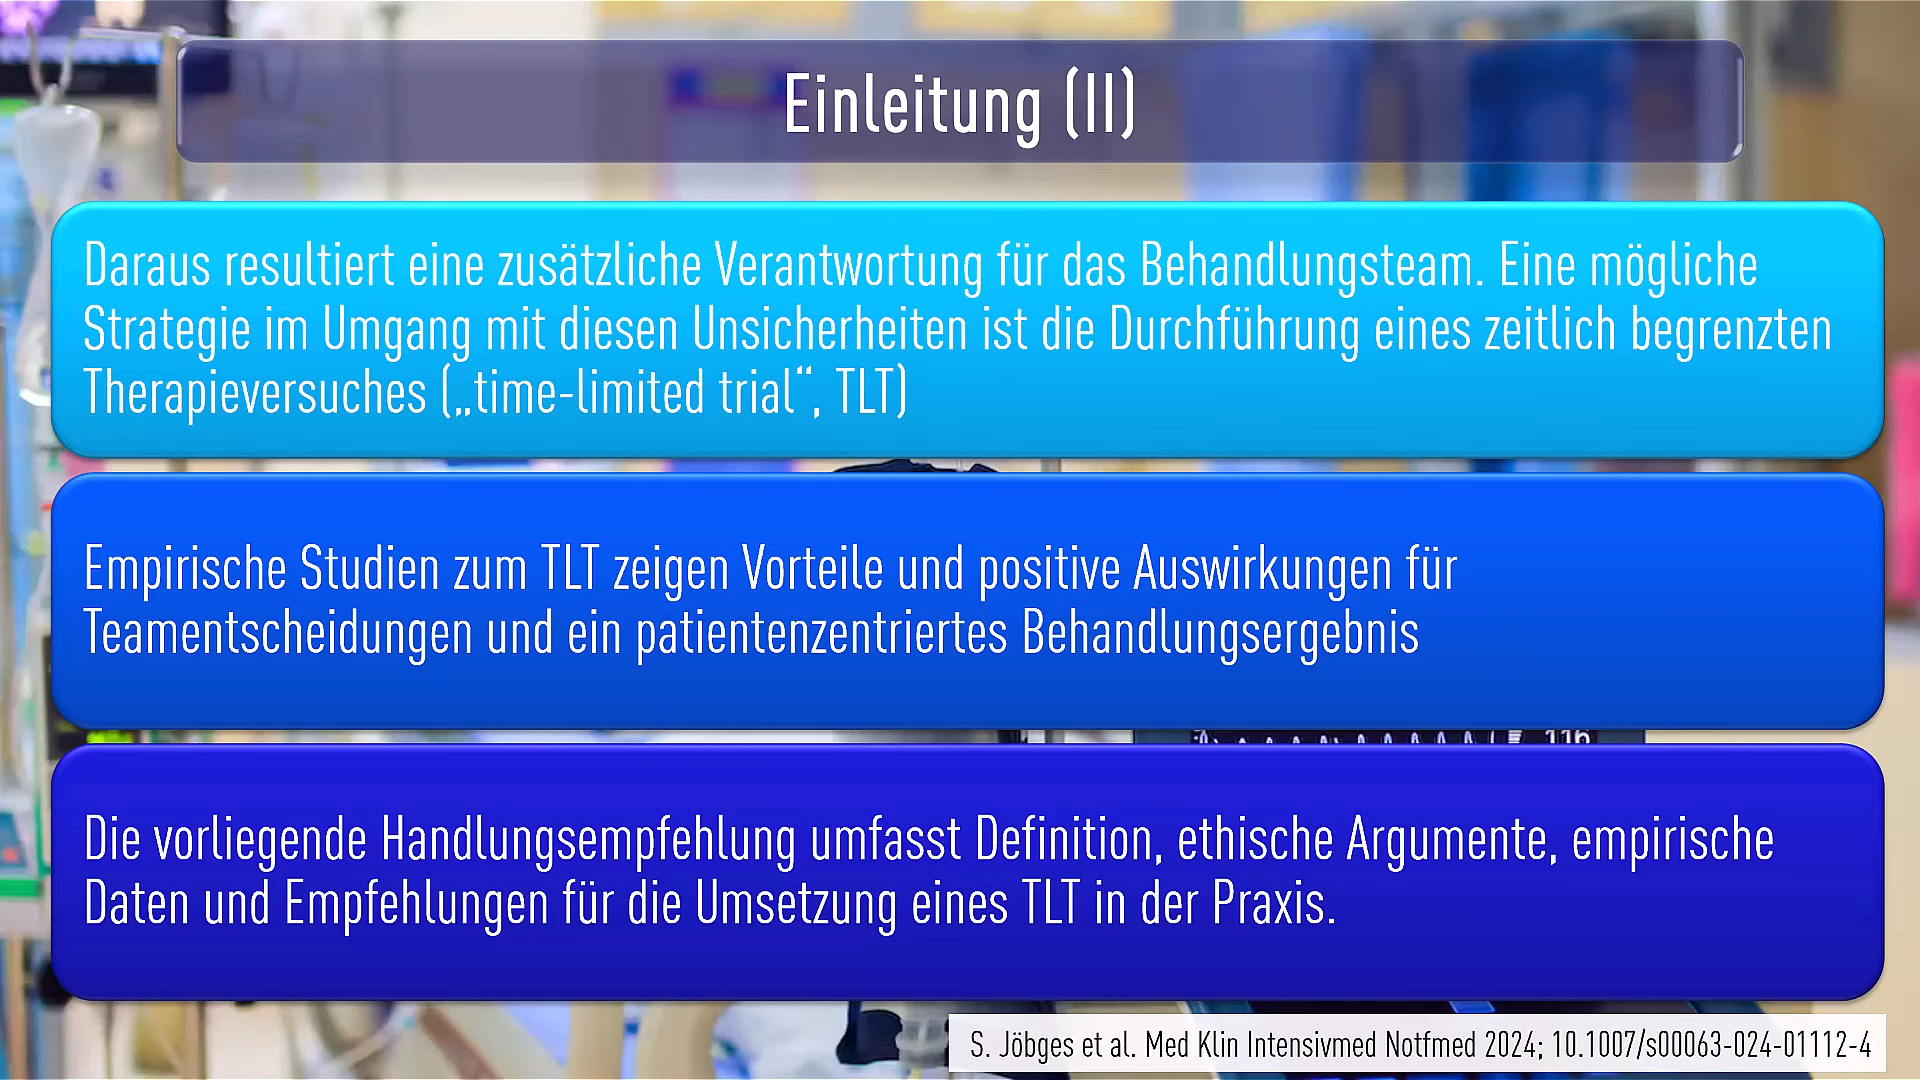 Einleitung (II)
Daraus resultiert eine zusätzliche Verantwortung für das Behandlungsteam. Eine mögliche
Strategie im Umgang mit diesen Unsicherheiten ist die Durchführung eines zeitlich begrenzten
Therapieversuches („time-limited trial“, TLT)
Empirische Studien zum TLT zeigen Vorteile und positive Auswirkungen für
Teamentscheidungen und ein patientenzentriertes Behandlungsergebnis
116
Die vorliegende Handlungsempfehlung umfasst Definition, ethische Argumente, empirische
Daten und Empfehlungen für die Umsetzung eines TLT in der Praxis.
S. Jöbges et al. Med Klin Intensivmed Notfmed 2024; 10.1007/s00063-024-01112-4